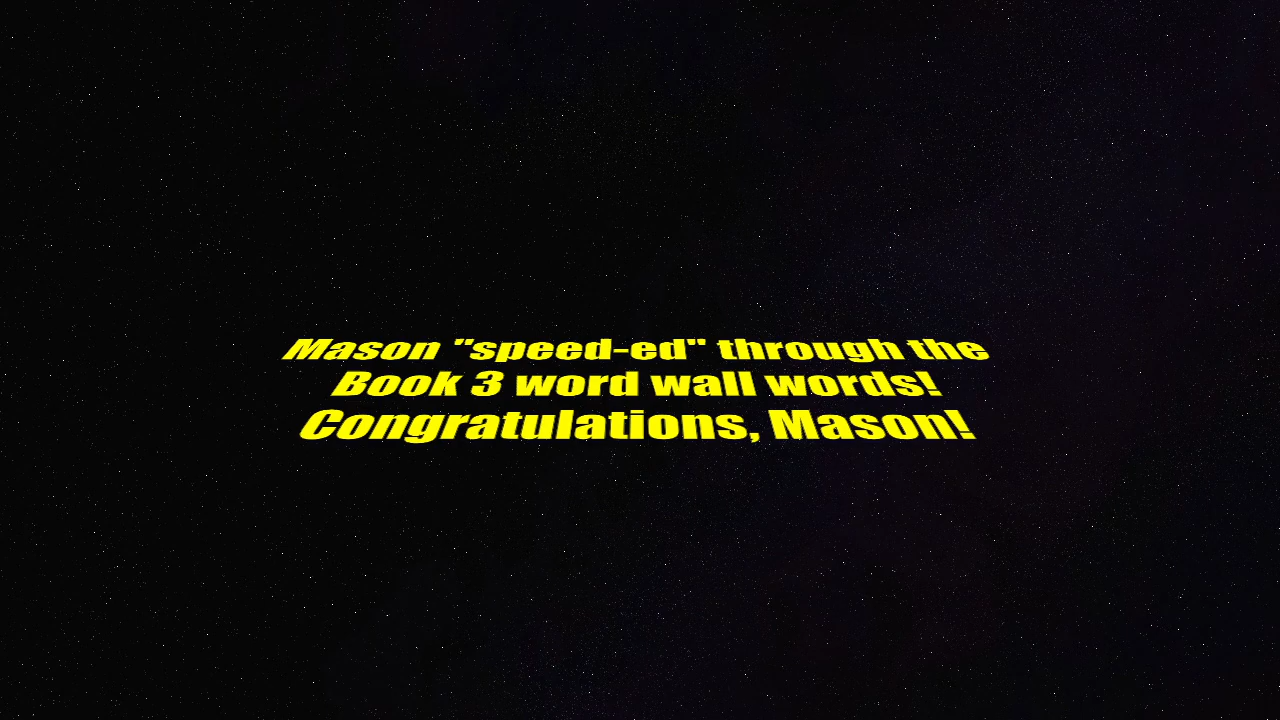 Mason "speed-ed" through the
Book 3 word wall words!
Congratulations, Mason!